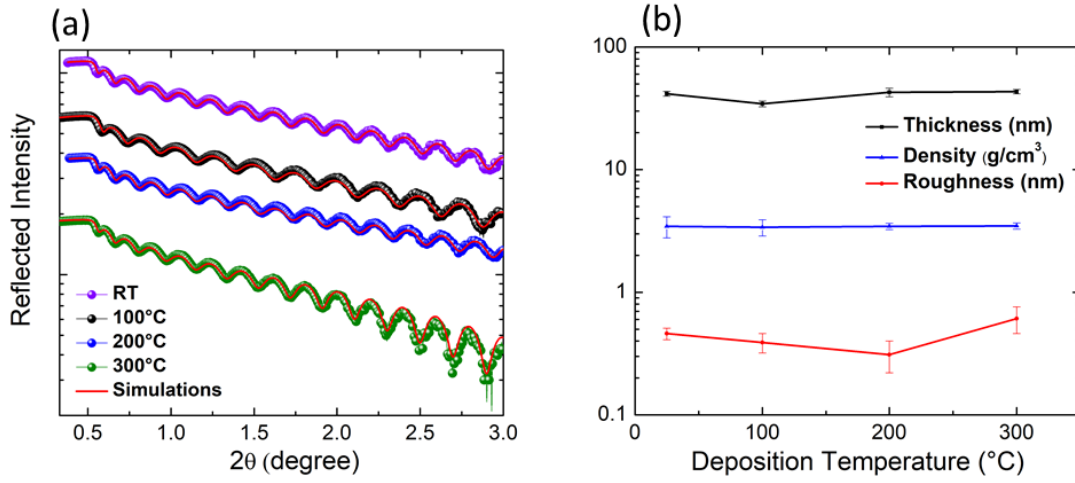 (a)
Reflected Intensity
RT
100°C
200°C
300°C
Simulations
0.5 1.0 1.5 2.0 2.5 3.0
2θ (degree)
(b)
100
10
1
0.1
Thickness (nm)
Density (g/cm³)
Roughness (nm)
0 100 200 300
Deposition Temperature (°C)